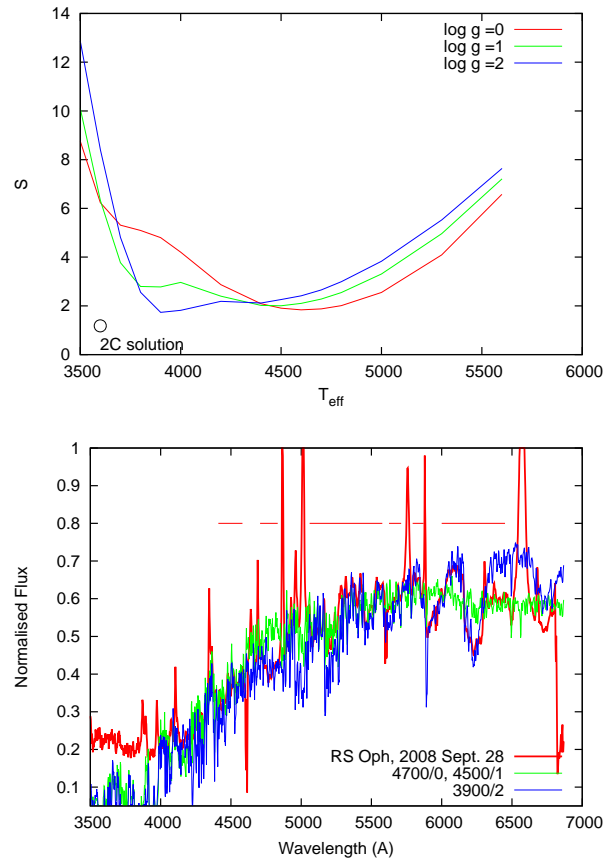 14
12
10
8
6
4
2
0
S
log g =0
log g =1
log g =2
2C solution
3500 4000 4500 5000 5500 6000
T_eff
1
0.9
0.8
0.7
0.6
0.5
0.4
0.3
0.2
0.1
Normalised Flux
RS Oph, 2008 Sept. 28
4700/0, 4500/1
3900/2
3500 4000 4500 5000 5500 6000 6500 7000
Wavelength (A)